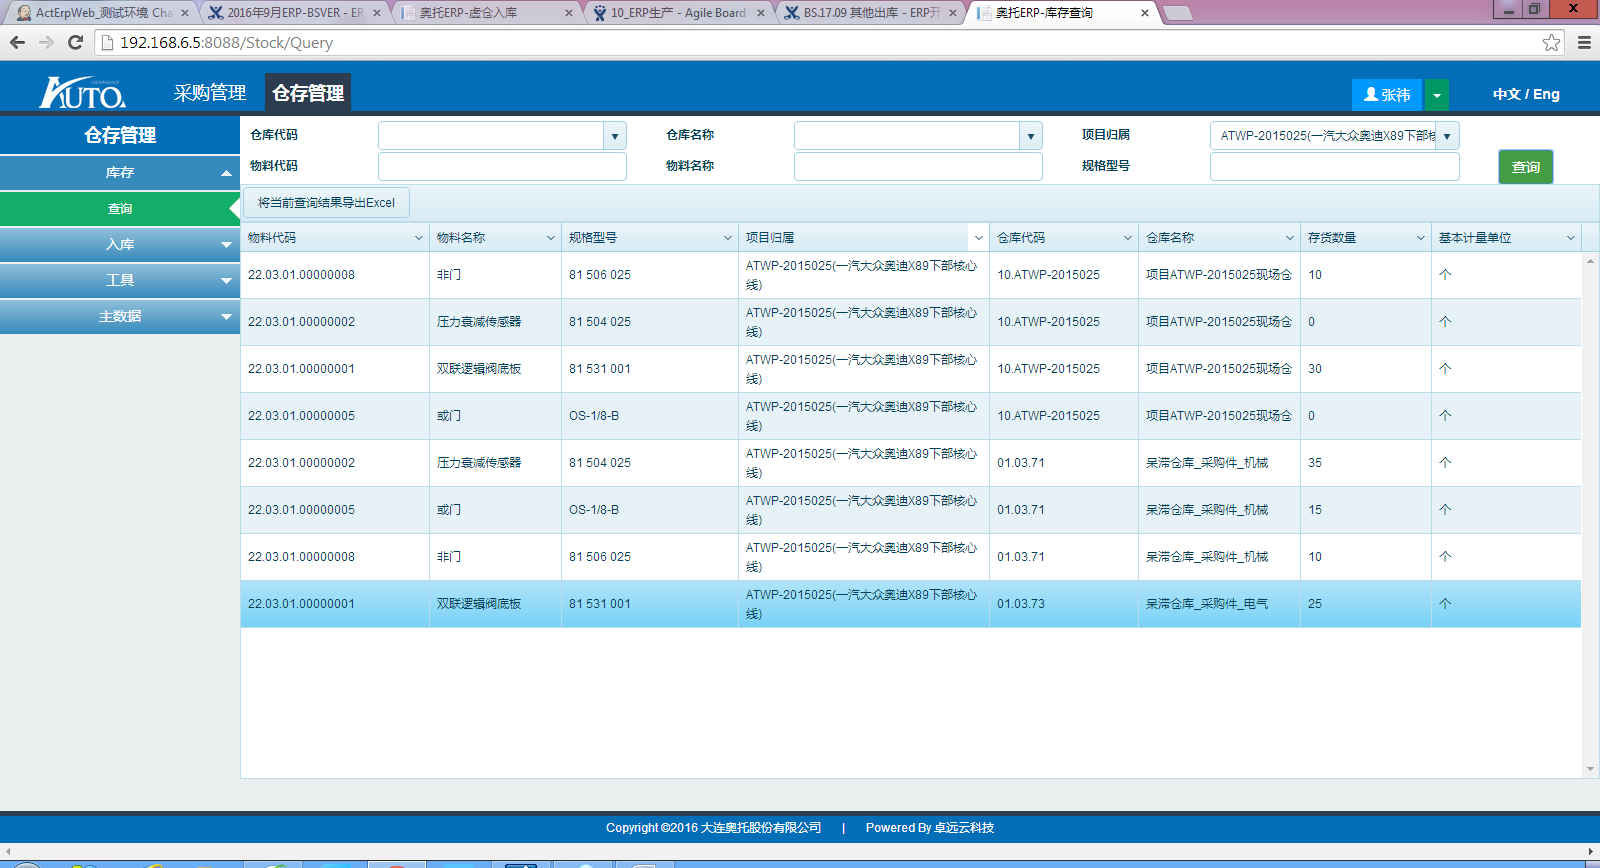 ActErpWeb_测试环境 Cha
2016年9月ERP-BSVER - ER
奥托ERP-虚仓入库
10_ERP生产 - Agile Board
BS.17.09 其他出库 - ERP开
奥托ERP-库存查询
192.168.6.5:8088/Stock/Query
AUTO
采购管理
仓存管理
张祎
中文 / Eng
仓存管理
库存
查询
入库
工具
主数据
仓库代码
仓库名称
项目归属
ATWP-2015025(一汽大众奥迪X89下部核
物料代码
物料名称
规格型号
查询
将当前查询结果导出Excel
物料代码 物料名称 规格型号 项目归属 仓库代码 仓库名称 存货数量 基本计量单位
22.03.01.00000008 非门 81 506 025 ATWP-2015025(一汽大众奥迪X89下部核心线) 10.ATWP-2015025 项目ATWP-2015025现场仓 10 个
22.03.01.00000002 压力衰减传感器 81 504 025 ATWP-2015025(一汽大众奥迪X89下部核心线) 10.ATWP-2015025 项目ATWP-2015025现场仓 0 个
22.03.01.00000001 双联逻辑阀底板 81 531 001 ATWP-2015025(一汽大众奥迪X89下部核心线) 10.ATWP-2015025 项目ATWP-2015025现场仓 30 个
22.03.01.00000005 或门 OS-1/8-B ATWP-2015025(一汽大众奥迪X89下部核心线) 10.ATWP-2015025 项目ATWP-2015025现场仓 0 个
22.03.01.00000002 压力衰减传感器 81 504 025 ATWP-2015025(一汽大众奥迪X89下部核心线) 01.03.71 呆滞仓库_采购件_机械 35 个
22.03.01.00000005 或门 OS-1/8-B ATWP-2015025(一汽大众奥迪X89下部核心线) 01.03.71 呆滞仓库_采购件_机械 15 个
22.03.01.00000008 非门 81 506 025 ATWP-2015025(一汽大众奥迪X89下部核心线) 01.03.71 呆滞仓库_采购件_机械 10 个
22.03.01.00000001 双联逻辑阀底板 81 531 001 ATWP-2015025(一汽大众奥迪X89下部核心线) 01.03.73 呆滞仓库_采购件_电气 25 个
Copyright ©2016 大连奥托股份有限公司 | Powered By 卓远云科技